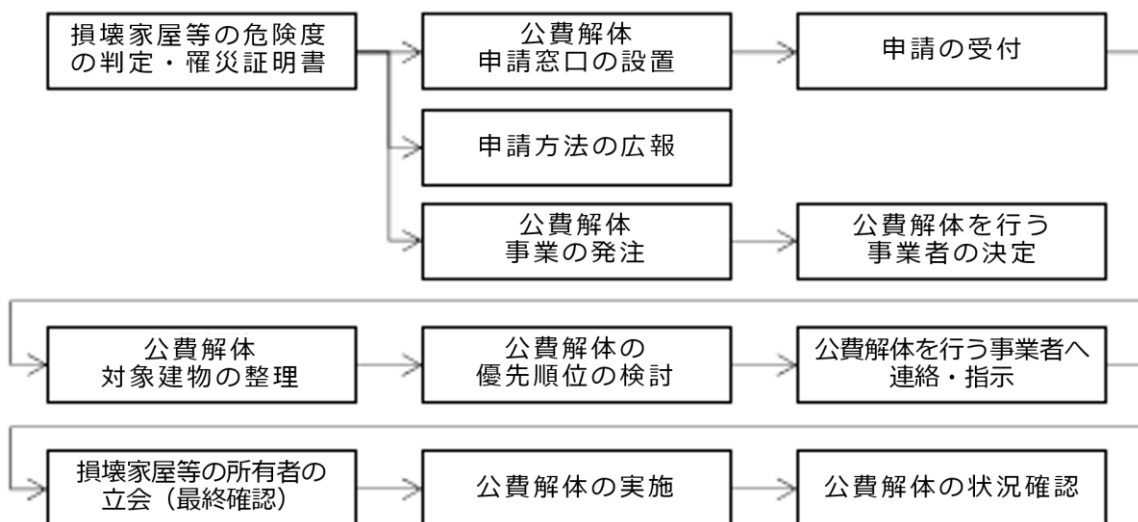 損壊家屋等の危険度
の判定・罹災証明書
公費解体
申請窓口の設置
申請の受付
申請方法の広報
公費解体
事業の発注
公費解体を行う
事業者の決定
公費解体
対象建物の整理
公費解体の
優先順位の検討
公費解体を行う事業者へ
連絡・指示
損壊家屋等の所有者の
立会（最終確認）
公費解体の実施
公費解体の状況確認